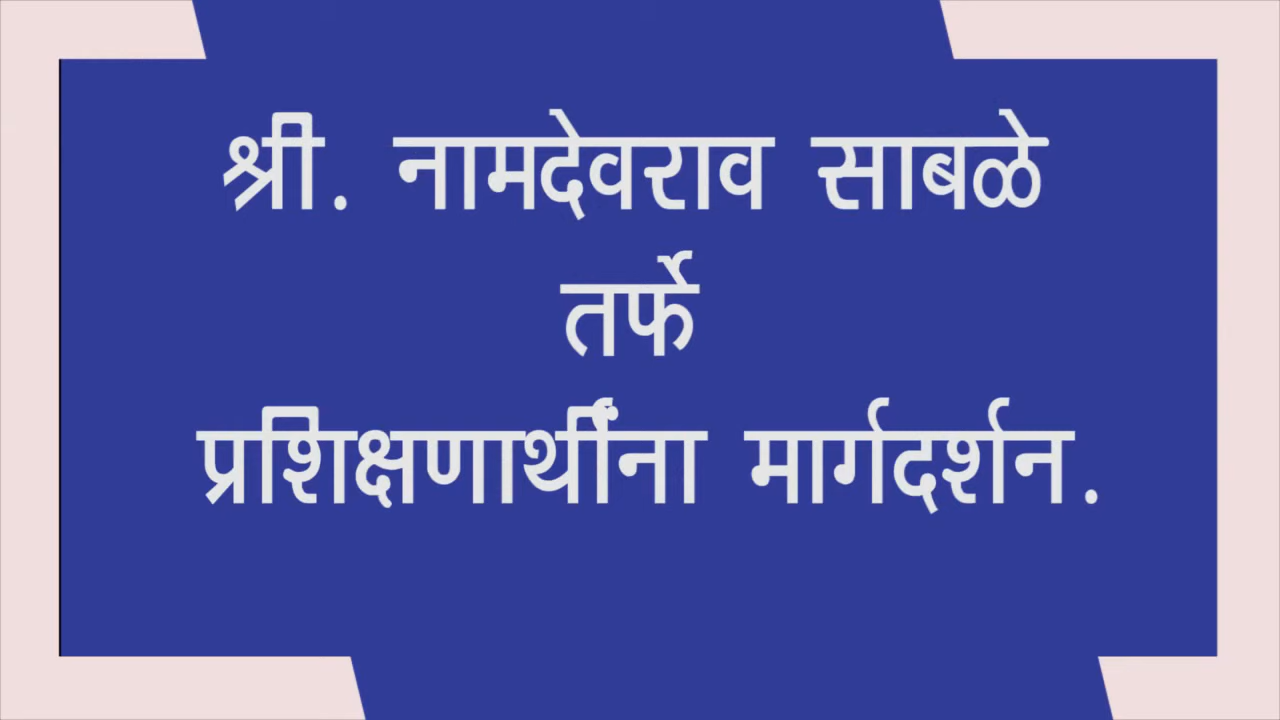 श्री. नामदेवराव साबळे
तर्फे
प्रशिक्षणार्थींना मार्गदर्शन.